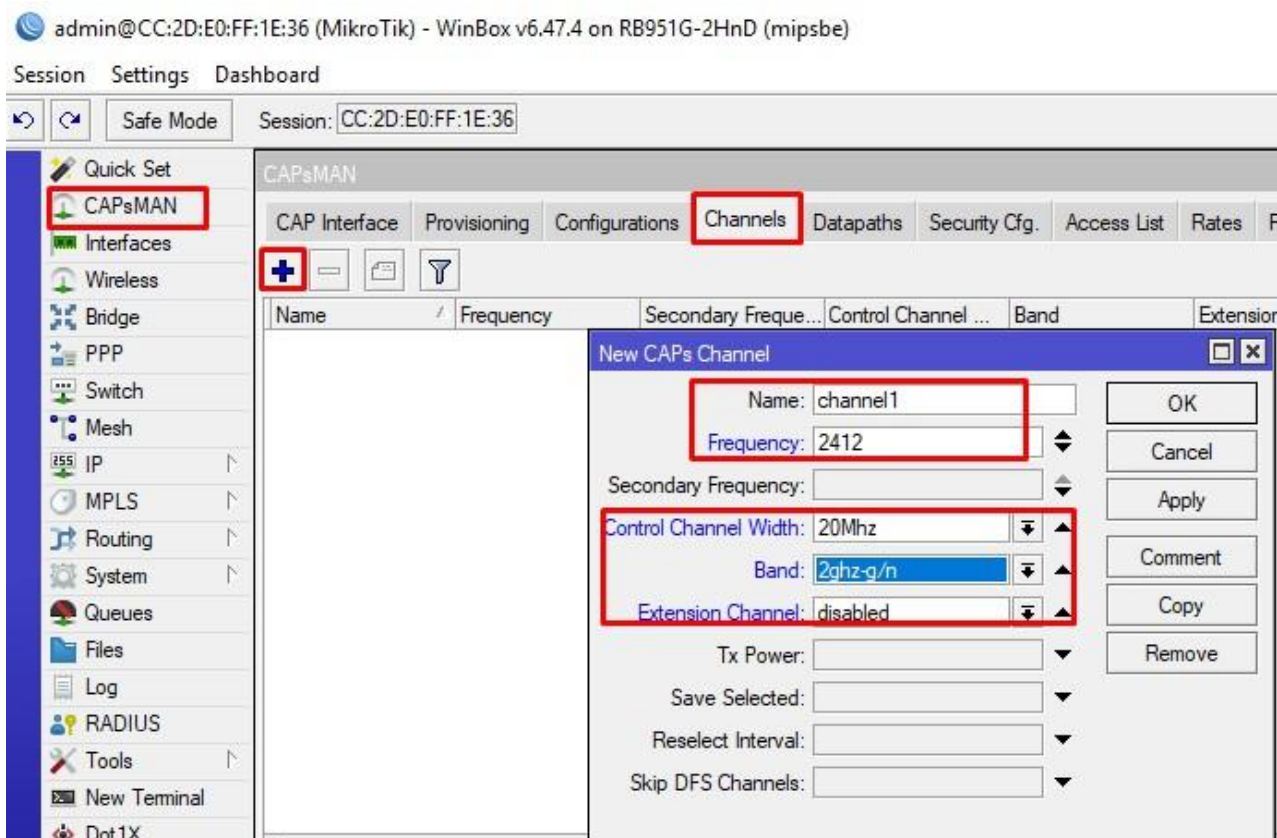 admin@CC:2D:E0:FF:1E:36 (MikroTik) - WinBox v6.47.4 on RB951G-2HnD (mipsbe)
Session Settings Dashboard
Safe Mode Session: CC:2D:E0:FF:1E:36
Quick Set
CAPsMAN
Interfaces
Wireless
Bridge
PPP
Switch
Mesh
IP
MPLS
Routing
System
Queues
Files
Log
RADIUS
Tools
New Terminal
Dot1X
CAPsMAN
CAP Interface Provisioning Configurations Channels Datapaths Security Cfg. Access List Rates
Name Frequency Secondary Freque... Control Channel ... Band Extension
New CAPs Channel
Name: channel1
Frequency: 2412
Secondary Frequency:
Control Channel Width: 20Mhz
Band: 2ghz-g/n
Extension Channel: disabled
Tx Power:
Save Selected:
Reselect Interval:
Skip DFS Channels:
OK
Cancel
Apply
Comment
Copy
Remove